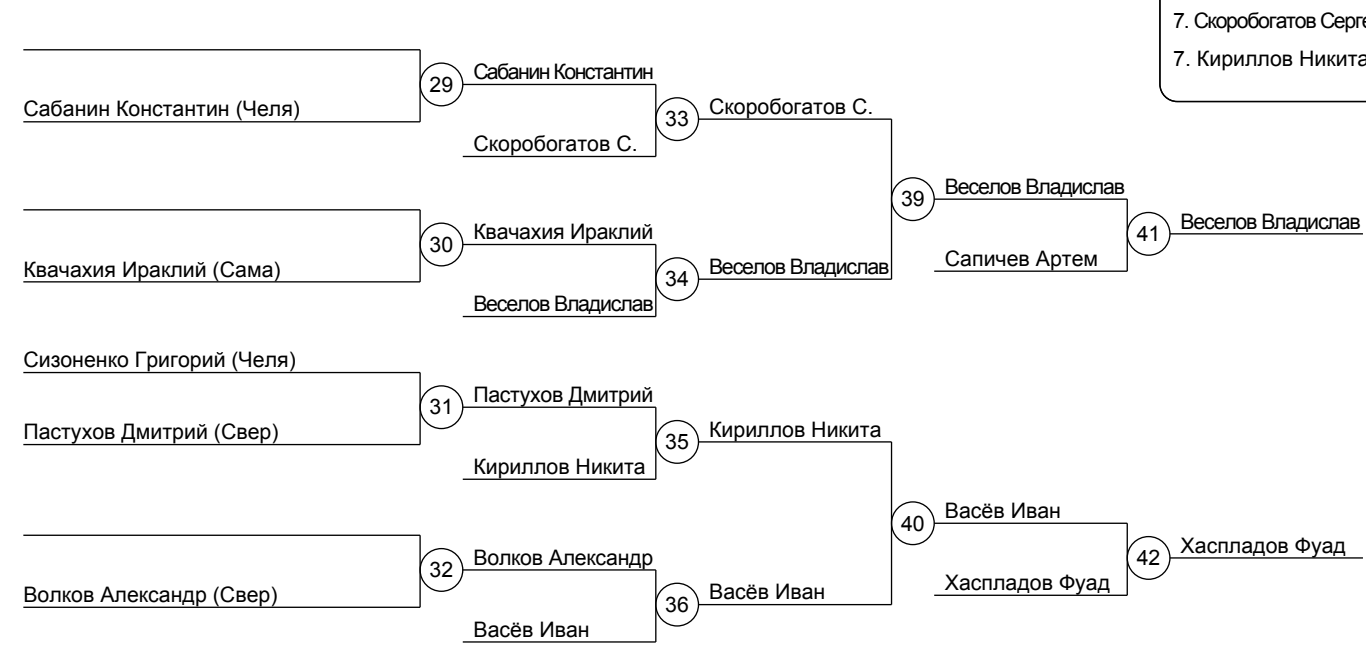 7. Скоробогатов Серге
7. Кириллов Никита
29 Сабанин Константин
Сабанин Константин (Челя)
33 Скоробогатов С.
Скоробогатов С.
39 Веселов Владислав
30 Квачахия Ираклий
41 Веселов Владислав
Квачахия Ираклий (Сама)
34 Веселов Владислав
Сапичев Артем
Веселов Владислав
Сизоненко Григорий (Челя)
31 Пастухов Дмитрий
Пастухов Дмитрий (Свер)
35 Кириллов Никита
Кириллов Никита
40 Васёв Иван
32 Волков Александр
42 Хаспладов Фуад
Волков Александр (Свер)
36 Васёв Иван
Хаспладов Фуад
Васёв Иван